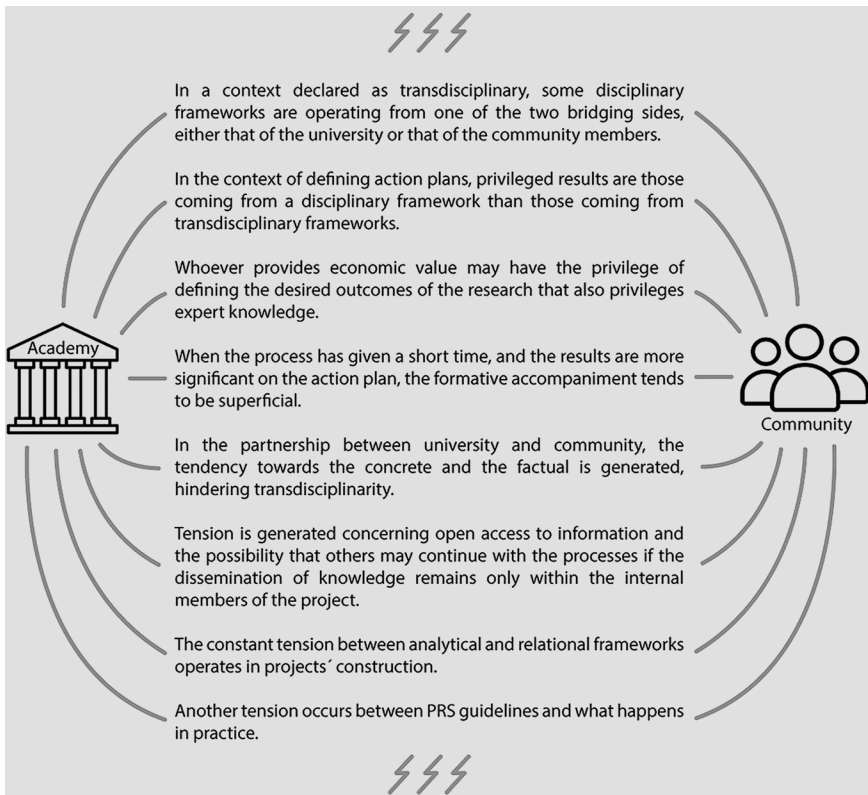 In a context declared as transdisciplinary, some disciplinary
frameworks are operating from one of the two bridging sides,
either that of the university or that of the community members.
In the context of defining action plans, privileged results are those
coming from a disciplinary framework than those coming from
transdisciplinary frameworks.
Whoever provides economic value may have the privilege of
defining the desired outcomes of the research that also privileges
expert knowledge.
Academy
When the process has given a short time, and the results are more
significant on the action plan, the formative accompaniment tends
to be superficial.
Community
In the partnership between university and community, the
tendency towards the concrete and the factual is generated,
hindering transdisciplinarity.
Tension is generated concerning open access to information and
the possibility that others may continue with the processes if the
dissemination of knowledge remains only within the internal
members of the project.
The constant tension between analytical and relational frameworks
operates in projects´ construction.
Another tension occurs between PRS guidelines and what happens
in practice.